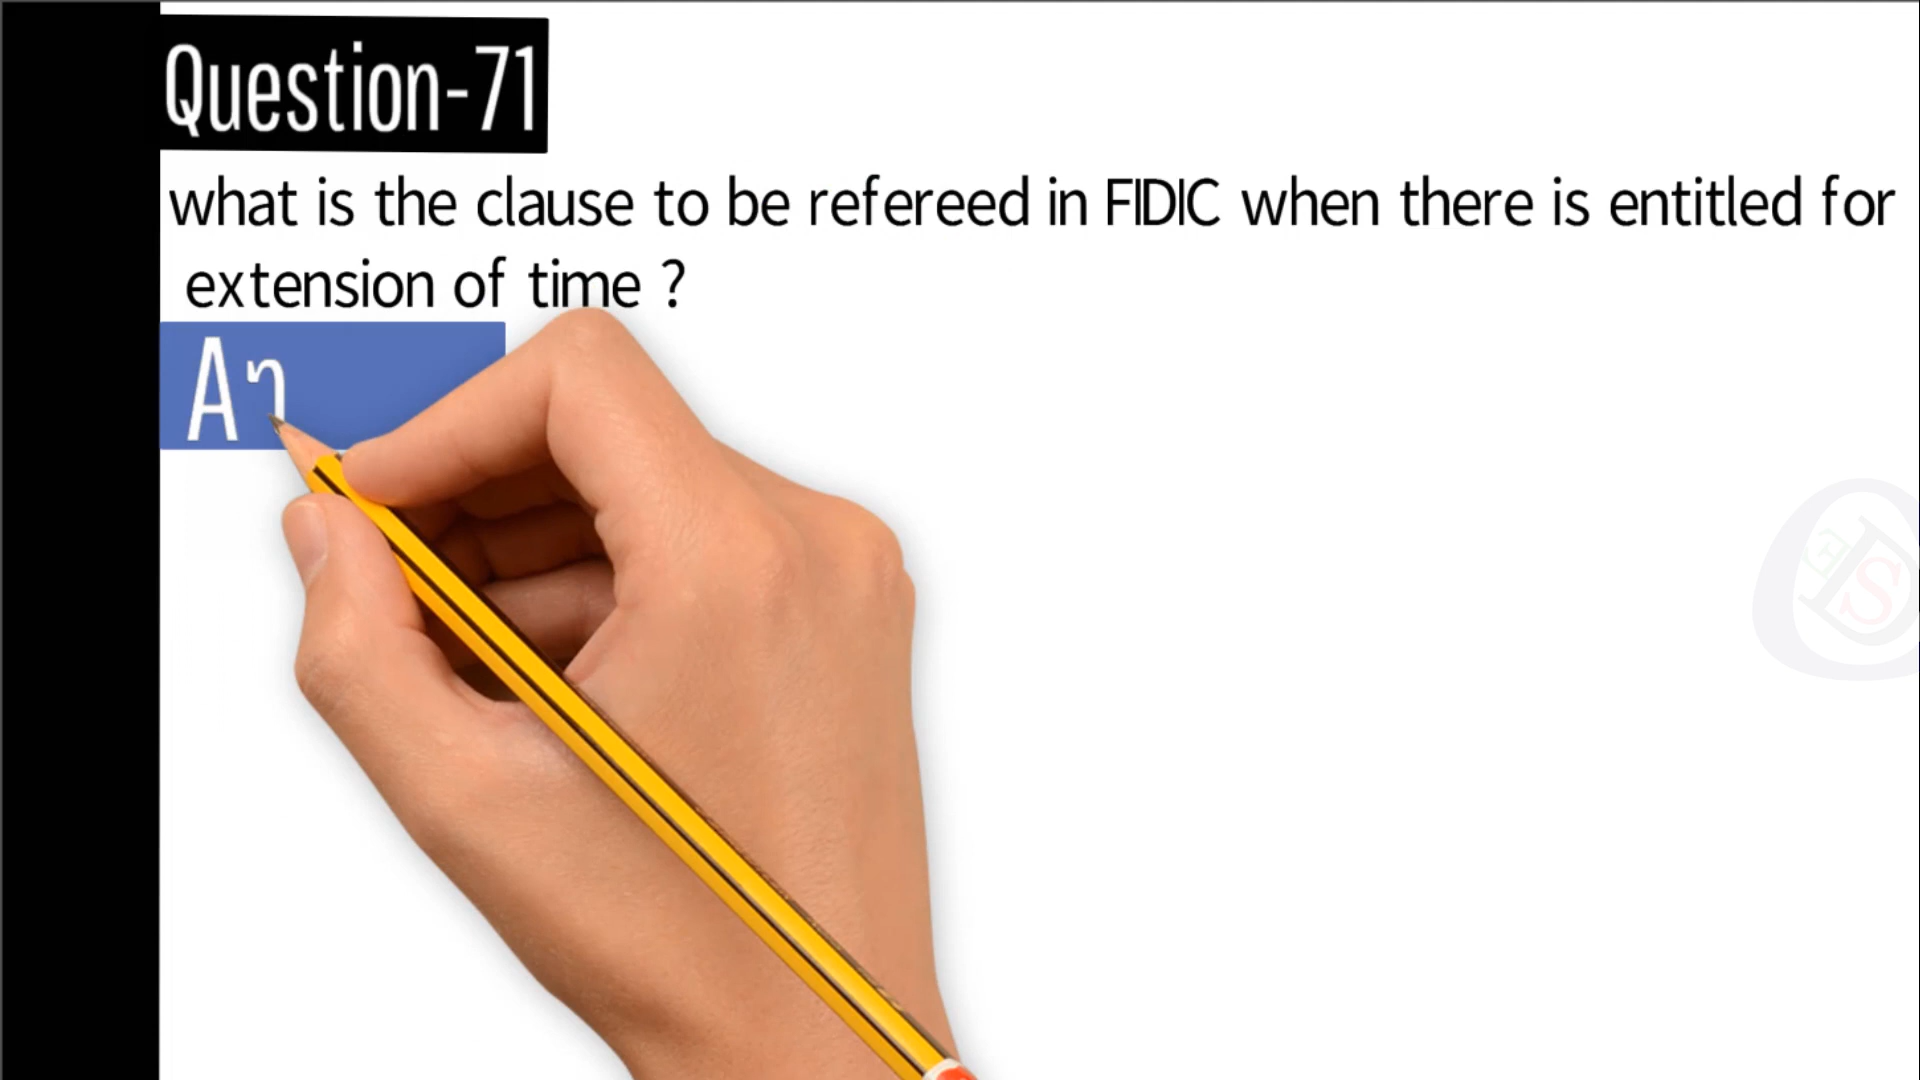 Question-71
what is the clause to be refereed in FIDIC when there is entitled for
extension of time ?
An